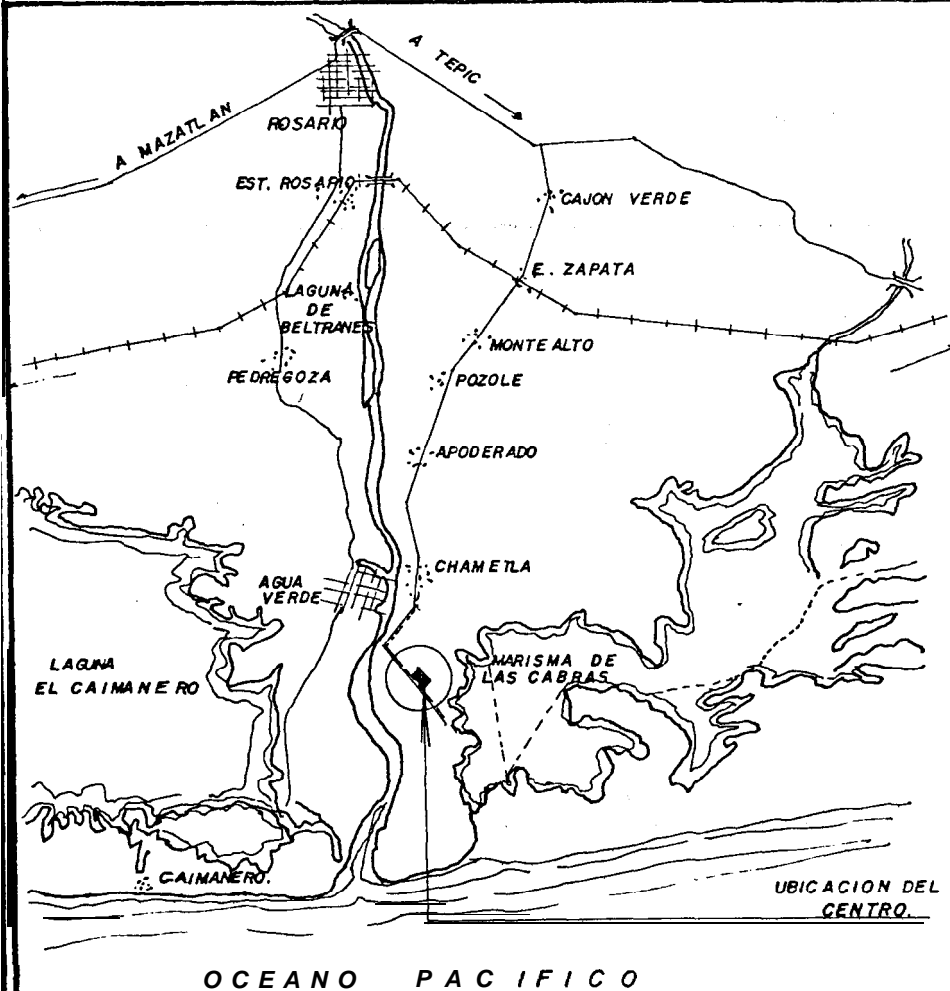 A TEPIC
A MAZATLAN
ROSARIO
EST. ROSARIO
CAJON VERDE
E. ZAPATA
LAGUNA
DE
BELTRANES
MONTE ALTO
PEDREGOZA
POZOLE
APODERADO
CHAMETLA
AGUA
VERDE
LAGUNA
EL CAIMANERO
MARISMA DE
LAS CABRAS
CAIMANERO.
UBICACION DEL
CENTRO.
OCEANO PACIFICO